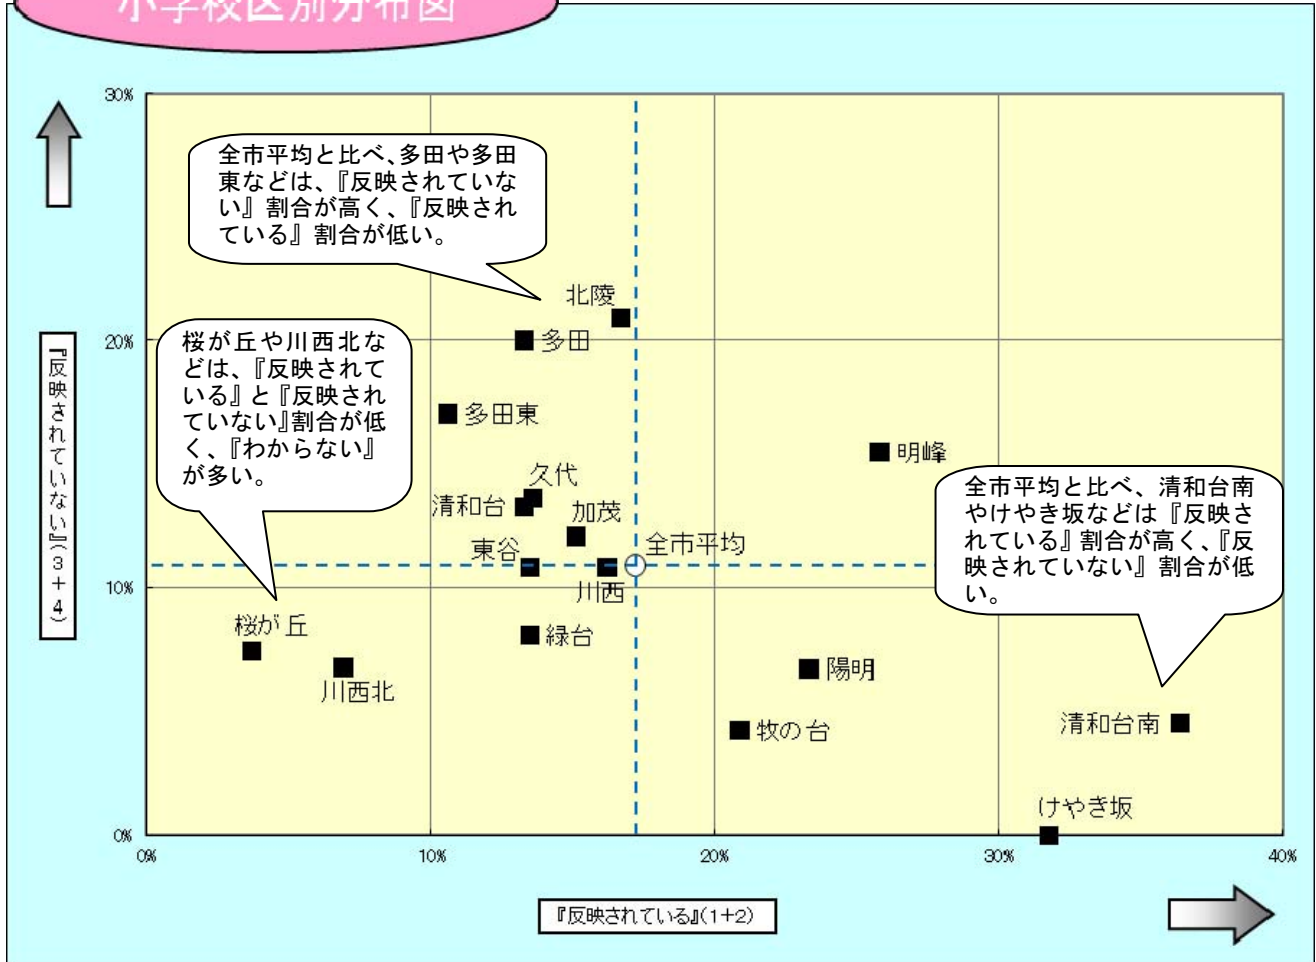 小学校区別分布図
30%
全市平均と比べ、多田や多田
東などは、『反映されていな
い』割合が高く、『反映され
ている』割合が低い。
北陵
桜が丘や川西北な
どは、『反映されて
いる』と『反映され
ていない』割合が低
く、『わからない』
が多い。
20%
多田
『反映されていない』(3+4)
多田東
明峰
久代
清和台
加茂
全市平均と比べ、清和台南
やけやき坂などは『反映さ
れている』割合が高く、『反
映されていない』割合が低
い。
東谷
全市平均
川西
10%
桜が丘
緑台
川西北
陽明
牧の台
清和台南
けやき坂
0%
0%
10%
20%
30%
40%
『反映されている』(1+2)